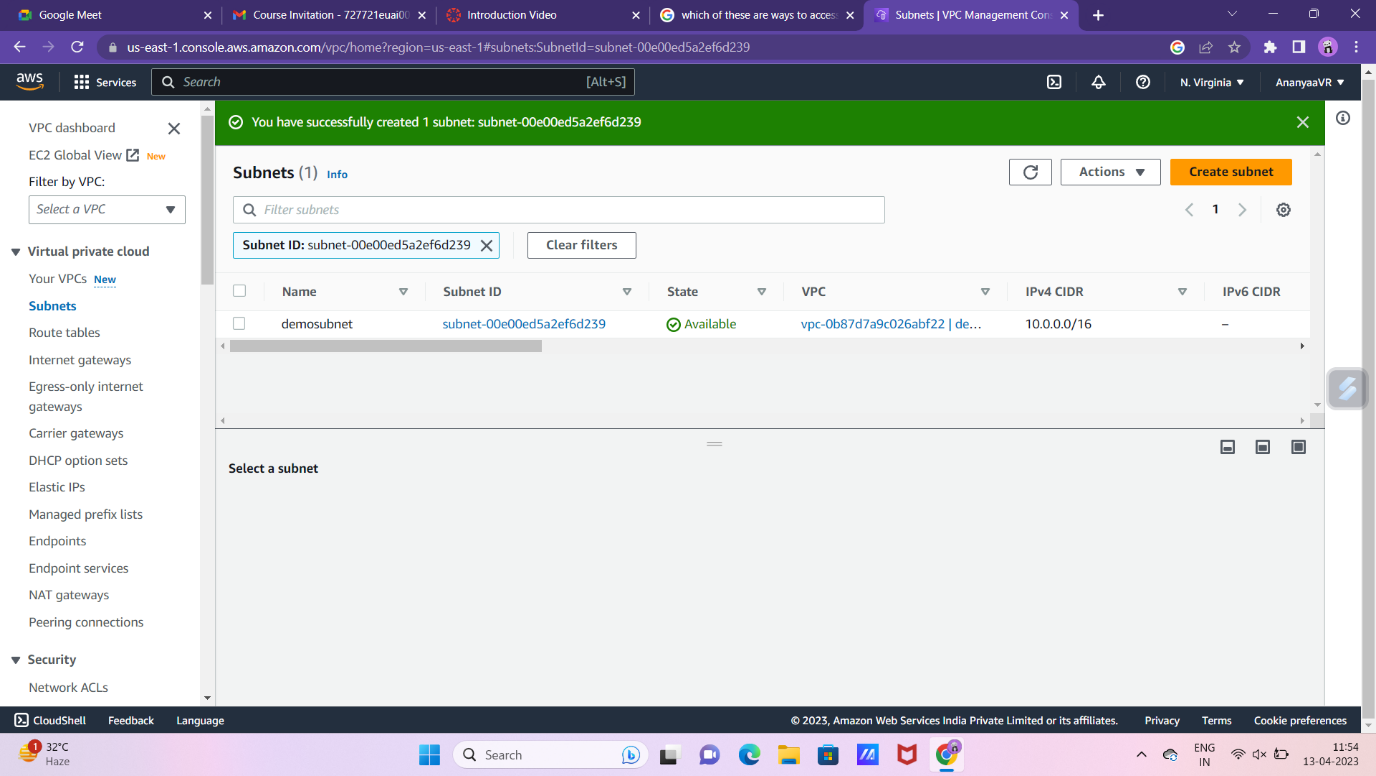 Google Meet
Course Invitation - 727721euai00
Introduction Video
which of these are ways to acces
Subnets | VPC Management Con
us-east-1.console.aws.amazon.com/vpc/home?region=us-east-1#subnets:SubnetId=subnet-00e00ed5a2ef6d239
aws
Services
Search
[Alt+S]
N. Virginia
AnanyaaVR
VPC dashboard
EC2 Global View New
Filter by VPC:
Select a VPC
Virtual private cloud
Your VPCs New
Subnets
Route tables
Internet gateways
Egress-only internet
gateways
Carrier gateways
DHCP option sets
Elastic IPs
Managed prefix lists
Endpoints
Endpoint services
NAT gateways
Peering connections
Security
Network ACLs
You have successfully created 1 subnet: subnet-00e00ed5a2ef6d239
Subnets (1) Info
Actions
Create subnet
Filter subnets
1
Subnet ID: subnet-00e00ed5a2ef6d239
Clear filters
Name Subnet ID State VPC IPv4 CIDR IPv6 CIDR
demosubnet subnet-00e00ed5a2ef6d239 Available vpc-0b87d7a9c026abf22 | de... 10.0.0.0/16 –
Select a subnet
CloudShell Feedback Language © 2023, Amazon Web Services India Private Limited or its affiliates. Privacy Terms Cookie preferences
1
32°C
Haze
Search
ENG
IN
11:54
13-04-2023